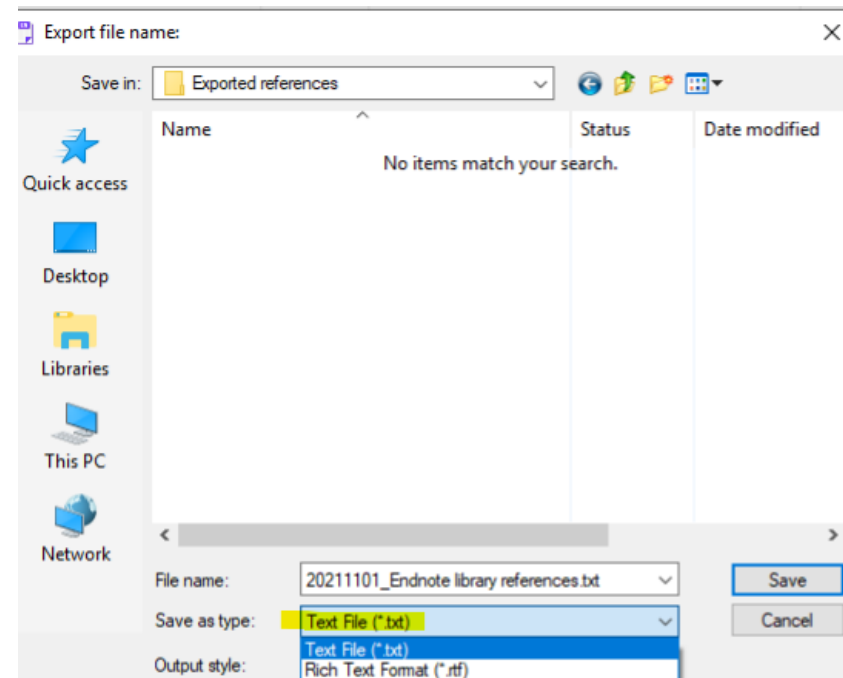 Export file name:
Save in:
Exported references
Name
Status
Date modified
No items match your search.
Quick access
Desktop
Libraries
This PC
Network
File name:
20211101_Endnote library references.txt
Save
Save as type:
Text File (*.txt)
Cancel
Text File (*.txt)
Output style:
Rich Text Format (*.rtf)